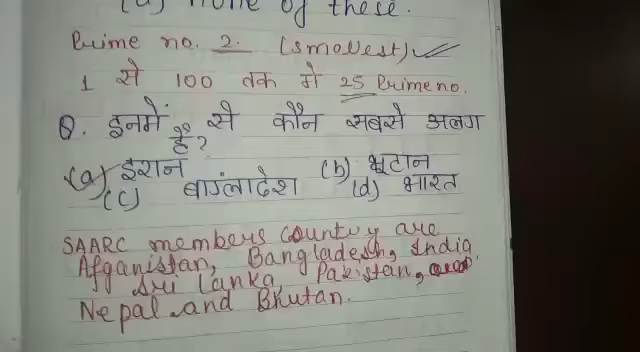 (d) none of these.
Prime no. 2. (smallest)
1 से 100 तक में 25 Prime no.
Q. इनमें से कौन सबसे अलग
है?
(a) ईरान (b) भूटान
(c) बाग्लांदेश (d) भारत
SAARC members country are
Afganistan, Bangladesh, India,
Sri Lanka, Pakistan,
Nepal and Bhutan.